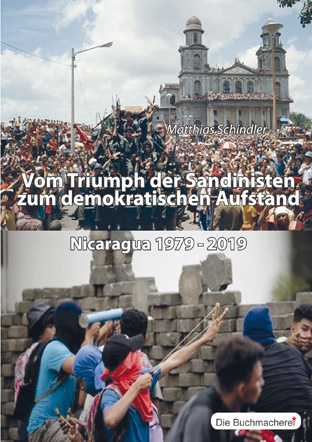 Matthias Schindler
Vom Triumph der Sandinisten
zum demokratischen Aufstand
Nicaragua 1979 - 2019
Die Buchmacherei